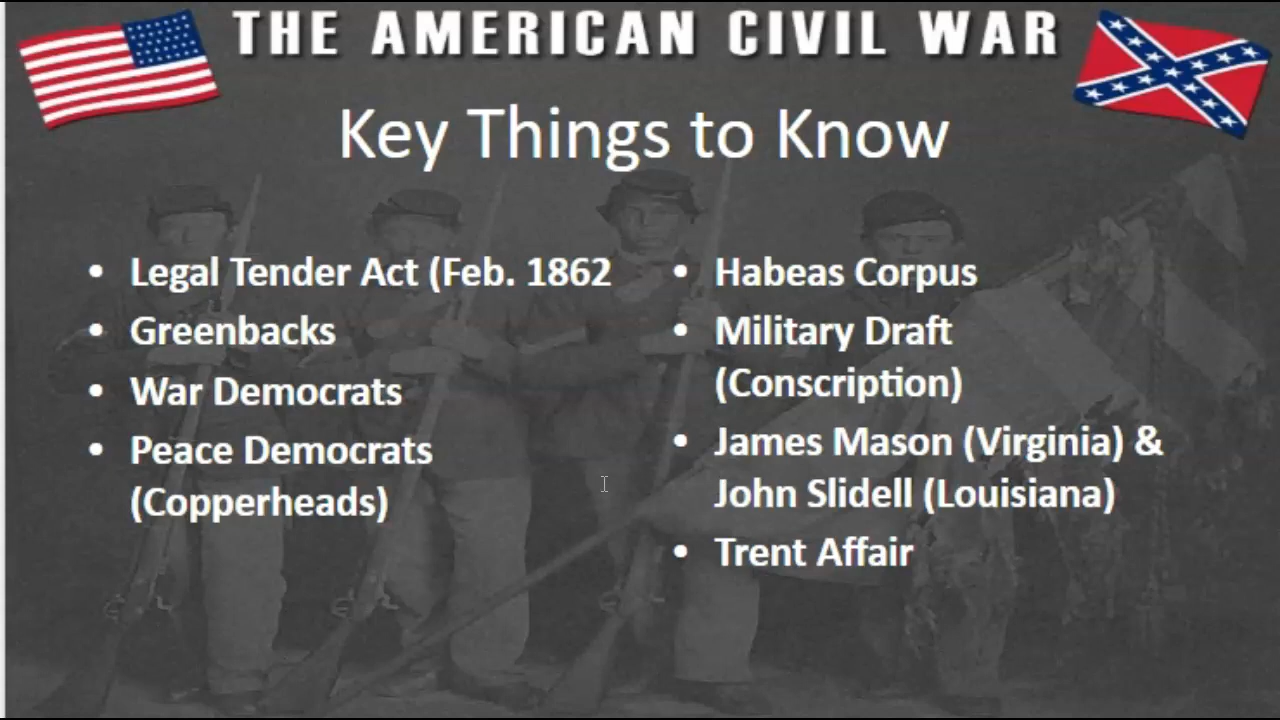 THE AMERICAN CIVIL WAR
Key Things to Know
• Legal Tender Act (Feb. 1862
• Greenbacks
• War Democrats
• Peace Democrats
(Copperheads)
• Habeas Corpus
• Military Draft
(Conscription)
• James Mason (Virginia) &
John Slidell (Louisiana)
• Trent Affair